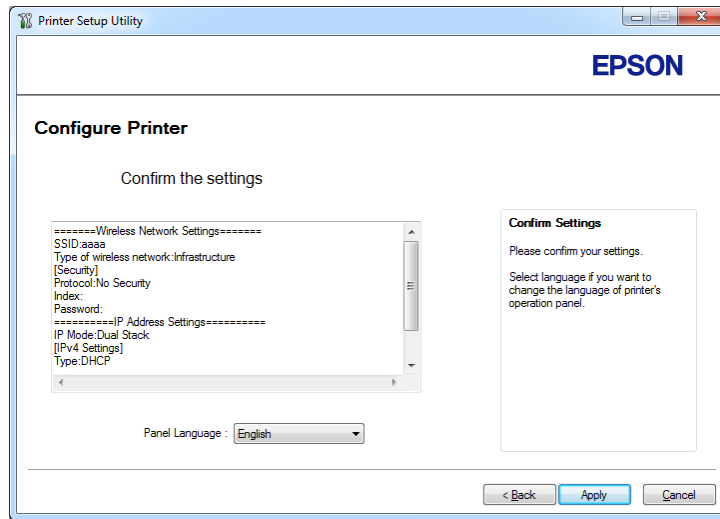 Printer Setup Utility
EPSON
Configure Printer
Confirm the settings
=======Wireless Network Settings=======
SSID:aaaa
Type of wireless network:Infrastructure
[Security]
Protocol:No Security
Index:
Password:
==========IP Address Settings==========
IP Mode:Dual Stack
[IPv4 Settings]
Type:DHCP
Confirm Settings
Please confirm your settings.
Select language if you want to
change the language of printer's
operation panel.
Panel Language : English
< Back Apply Cancel